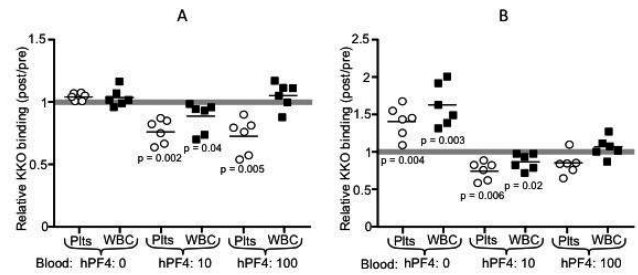 A
Relative KKO binding (post/pre)
1.5
1
0.5
0
p = 0.002
p = 0.04
p = 0.005
Plts WBC Plts WBC Plts WBC
Blood: hPF4: 0 hPF4: 10 hPF4: 100
B
Relative KKO binding (post/pre)
2.5
2
1.5
1
0.5
0
p = 0.004
p = 0.003
p = 0.006
p = 0.02
Plts WBC Plts WBC Plts WBC
Blood: hPF4: 0 hPF4: 10 hPF4: 100